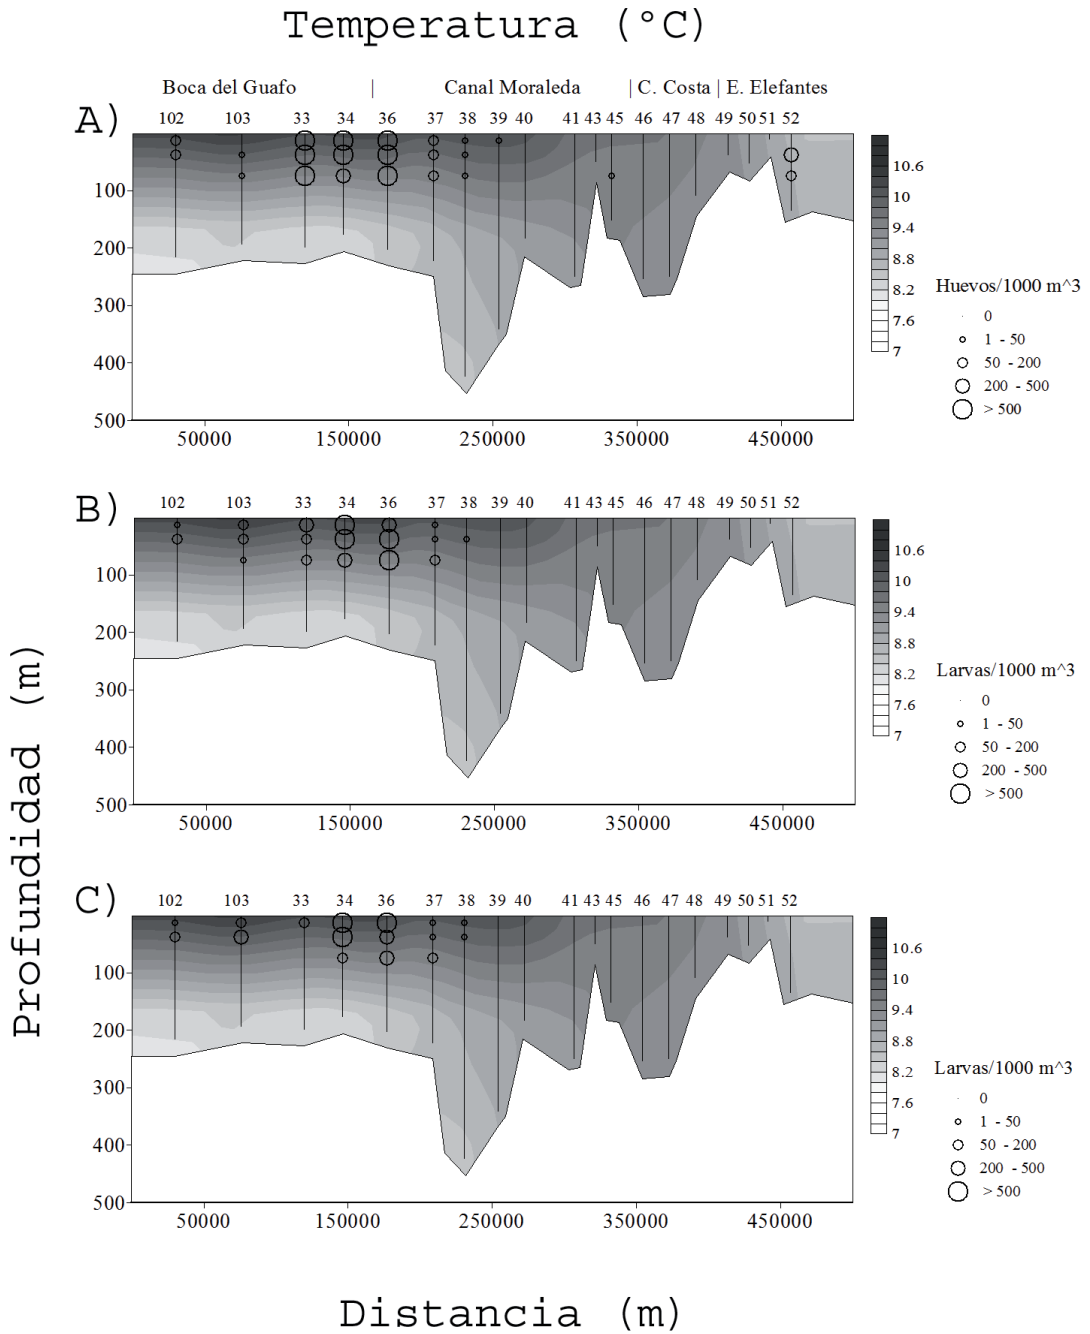 Temperatura (°C)
Boca del Guafo | Canal Moraleda | C. Costa | E. Elefantes
A)
102 103 33 34 36 37 38 39 40 41 43 45 46 47 48 49 50 51 52
100
200
300
400
500
50000 150000 250000 350000 450000
10.6
10
9.4
8.8
8.2
7.6
7
Huevos/1000 m^3
0
1 - 50
50 - 200
200 - 500
> 500
B)
102 103 33 34 36 37 38 39 40 41 43 45 46 47 48 49 50 51 52
100
200
300
400
500
50000 150000 250000 350000 450000
10.6
10
9.4
8.8
8.2
7.6
7
Larvas/1000 m^3
0
1 - 50
50 - 200
200 - 500
> 500
C)
102 103 33 34 36 37 38 39 40 41 43 45 46 47 48 49 50 51 52
100
200
300
400
500
50000 150000 250000 350000 450000
10.6
10
9.4
8.8
8.2
7.6
7
Larvas/1000 m^3
0
1 - 50
50 - 200
200 - 500
> 500
Profundidad (m)
Distancia (m)